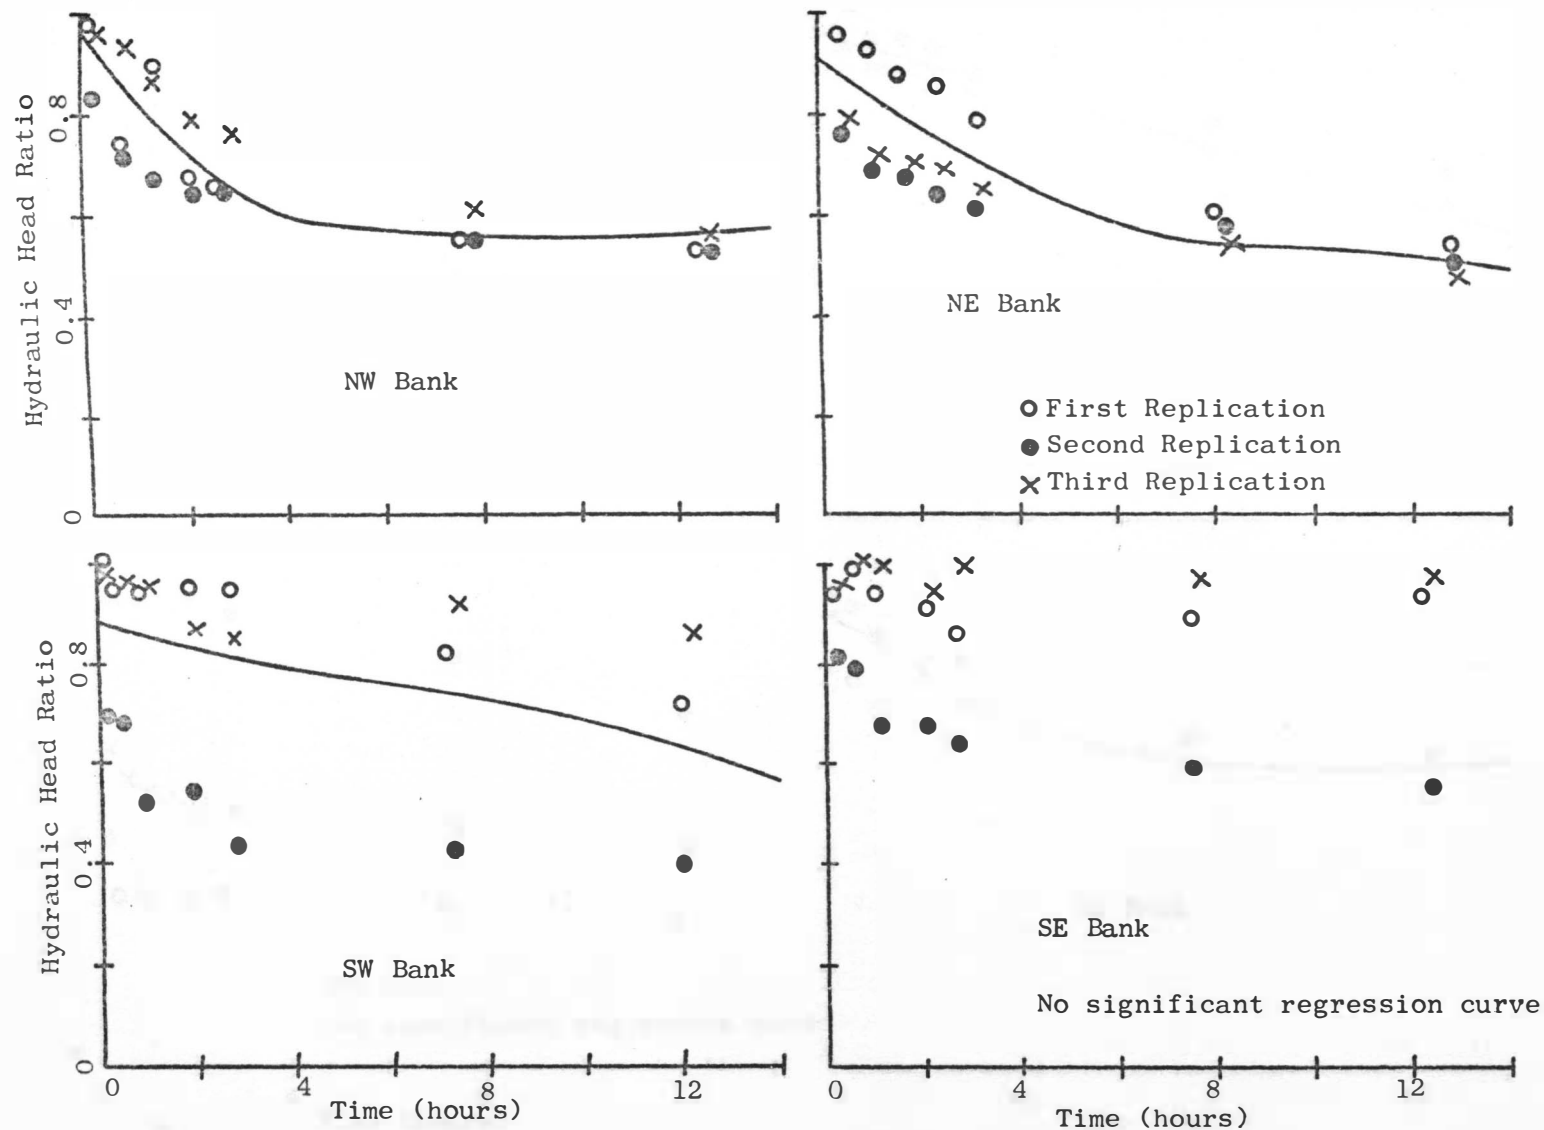 Hydraulic Head Ratio
0.8
0.4
0
NW Bank
NE Bank
First Replication
Second Replication
Third Replication
Hydraulic Head Ratio
0.8
0.4
0
SW Bank
0
4
8
12
Time (hours)
SE Bank
No significant regression curve
0
4
8
12
Time (hours)